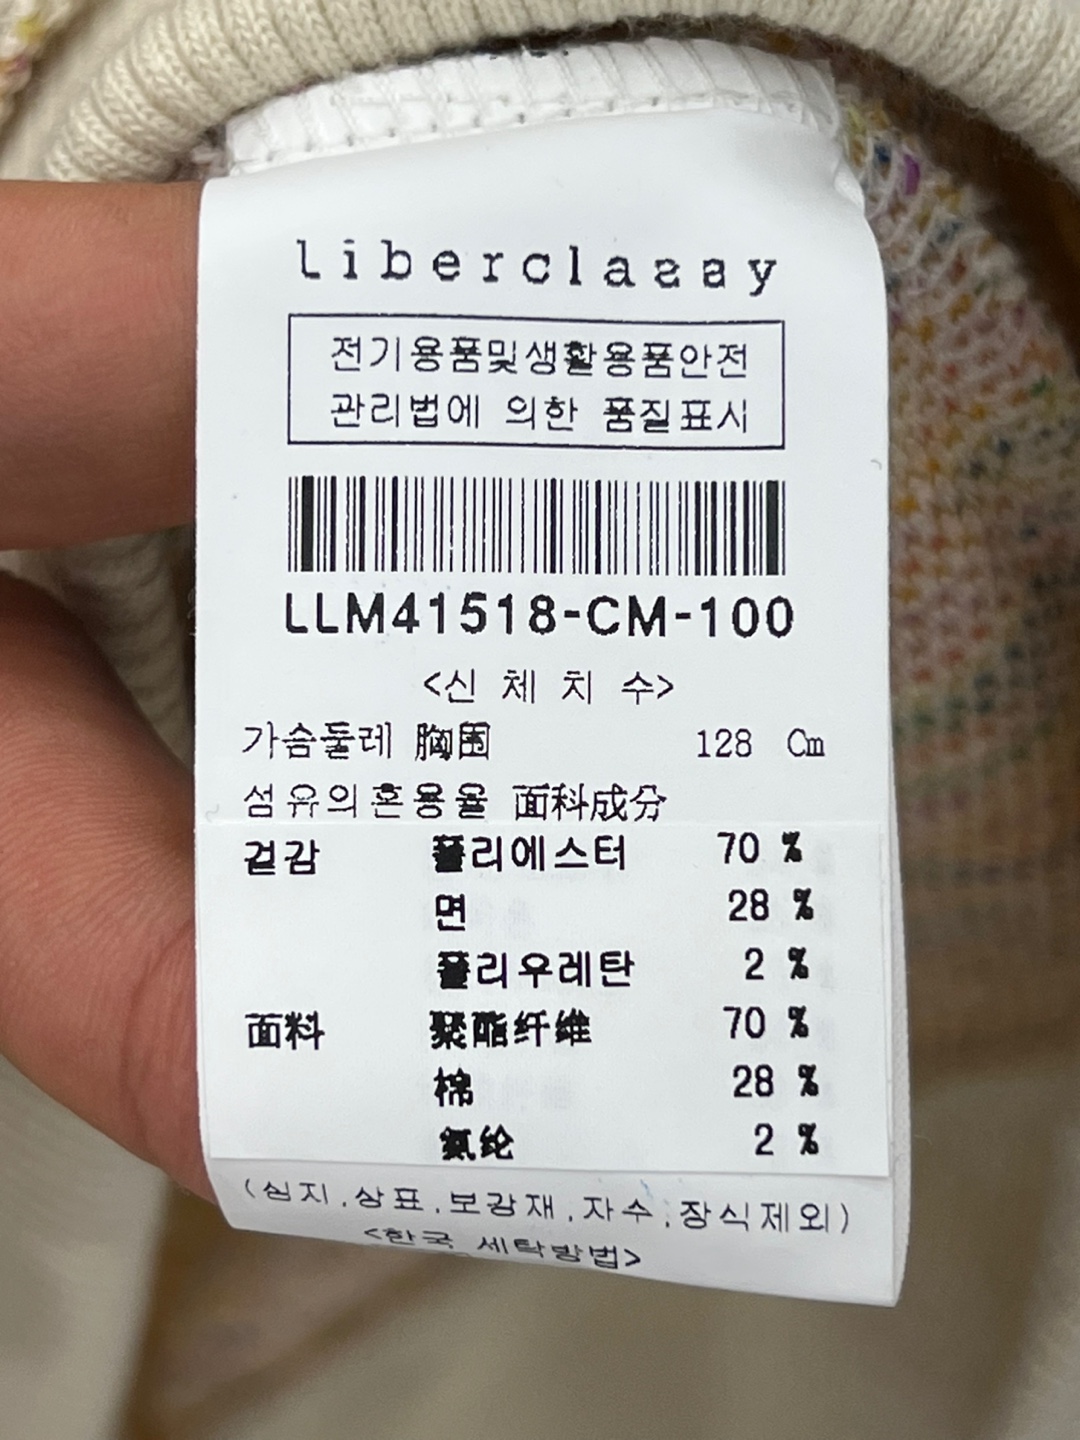 Liberclassy
전기용품및생활용품안전
관리법에 의한 품질표시
LLM41518-CM-100
<신 체 치 수>
가슴둘레 胸围 128 Cm
섬유의혼용율 面料成分
겉감 폴리에스터 70 %
면 28 %
폴리우레탄 2 %
面料 聚酯纤维 70 %
棉 28 %
氨纶 2 %
(심지,상표,보강재,자수,장식제외)
<한국 세탁방법>